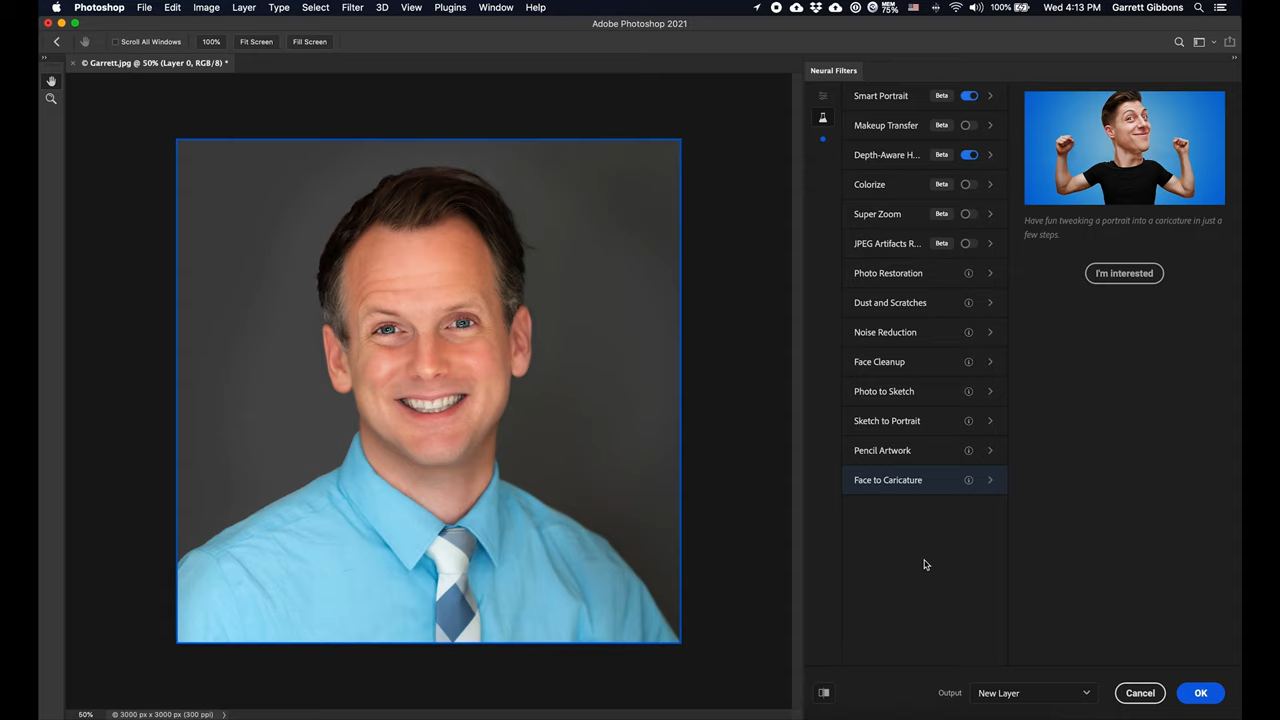 Photoshop File Edit Image Layer Type Select Filter 3D View Plugins Window Help MEM 75% 100% Wed 4:13 PM Garrett Gibbons
Adobe Photoshop 2021
Scroll All Windows 100% Fit Screen Fill Screen
© Garrett.jpg @ 50% (Layer 0, RGB/8) *
Neural Filters
Smart Portrait Beta
Makeup Transfer Beta
Depth-Aware H... Beta
Colorize Beta
Super Zoom Beta
JPEG Artifacts R... Beta
Photo Restoration
Dust and Scratches
Noise Reduction
Face Cleanup
Photo to Sketch
Sketch to Portrait
Pencil Artwork
Face to Caricature
Have fun tweaking a portrait into a caricature in just a
few steps.
I'm interested
Output New Layer Cancel OK
50% 3000 px x 3000 px (300 ppi)